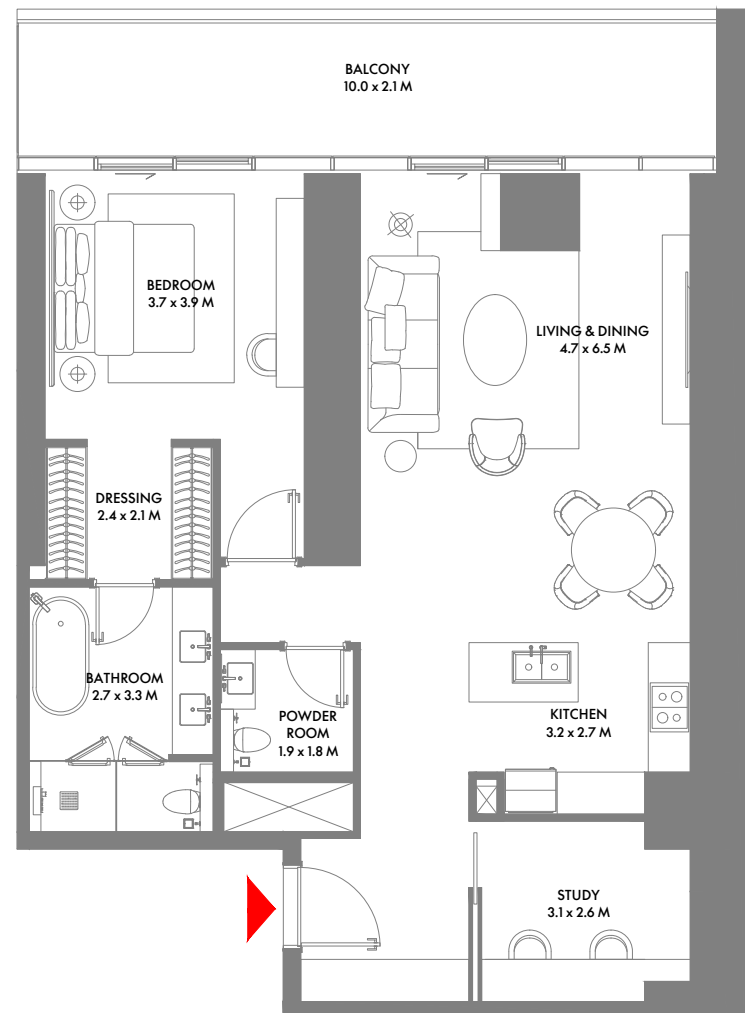 BALCONY
10.0 x 2.1 M
BEDROOM
3.7 x 3.9 M
LIVING & DINING
4.7 x 6.5 M
DRESSING
2.4 x 2.1 M
BATHROOM
2.7 x 3.3 M
POWDER
ROOM
1.9 x 1.8 M
KITCHEN
3.2 x 2.7 M
STUDY
3.1 x 2.6 M